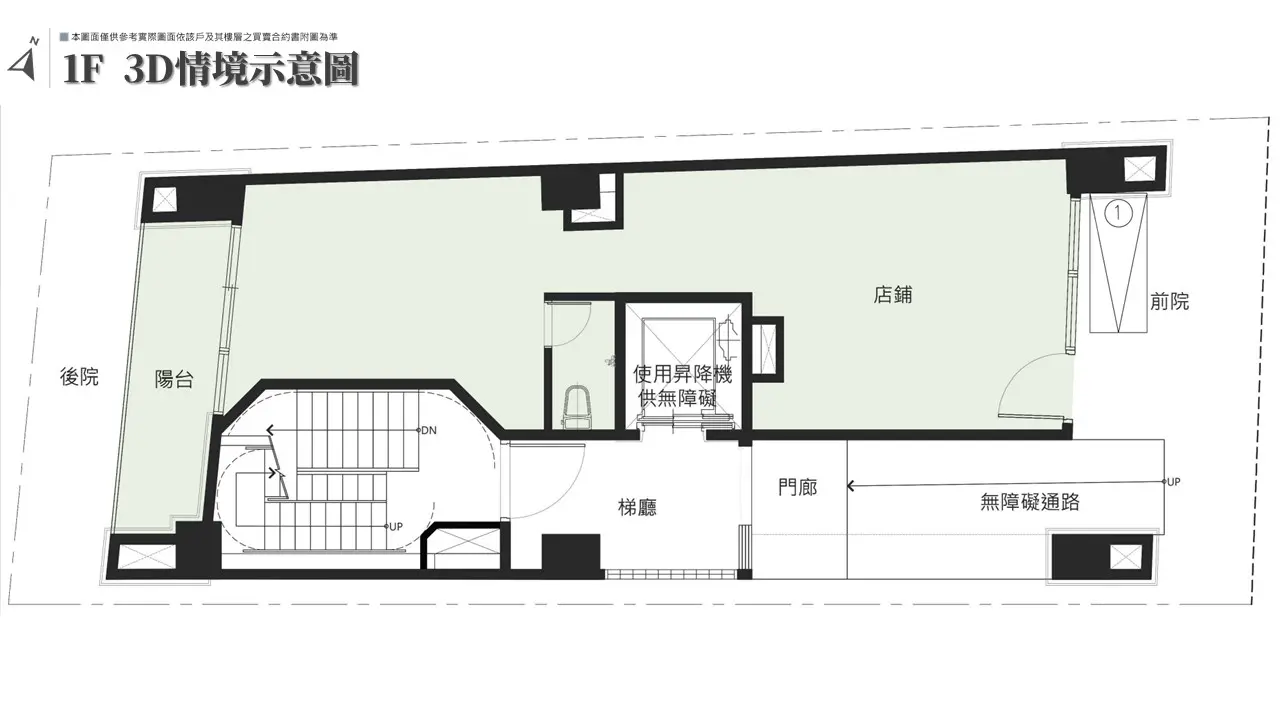 N
本圖面僅供參考實際圖面依該戶及其樓層之買賣合約書附圖為準
1F 3D情境示意圖
1
店鋪
前院
後院
陽台
使用昇降機
供無障礙
DN
UP
梯廳
門廊
無障礙通路
UP